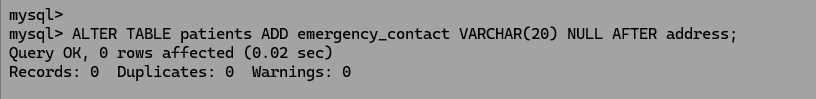 mysql>
mysql> ALTER TABLE patients ADD emergency_contact VARCHAR(20) NULL AFTER address;
Query OK, 0 rows affected (0.02 sec)
Records: 0  Duplicates: 0  Warnings: 0